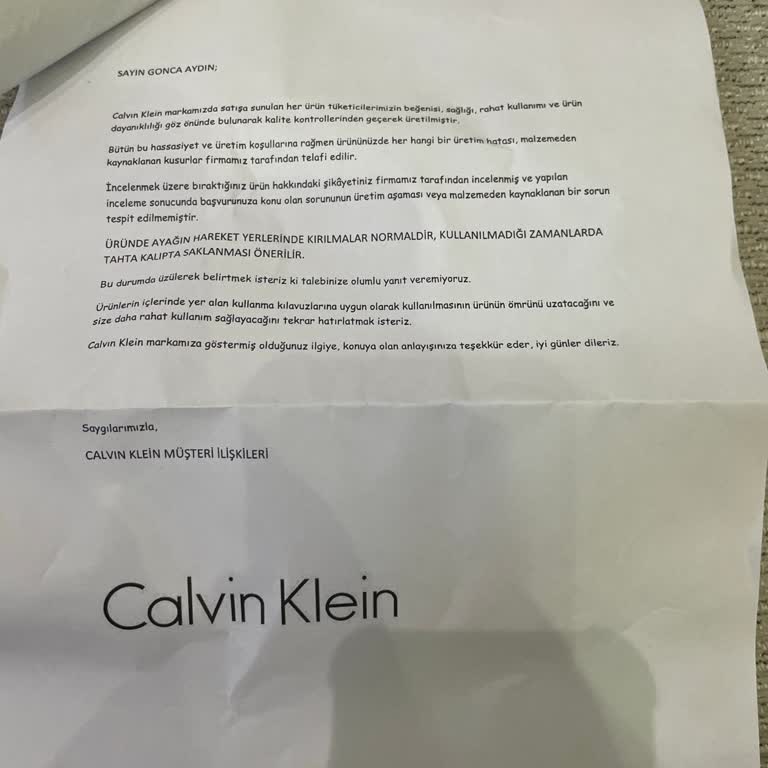 SAYIN GONCA AYDIN;
Calvin Klein markamızda satışa sunulan her ürün tüketicilerimizin beğenisi, sağlığı, rahat kullanımı ve ürün
dayanıklılığı göz önünde bulunarak kalite kontrollerinden geçerek üretilmiştir.
Bütün bu hassasiyet ve üretim koşullarına rağmen ürününüzde her hangi bir üretim hatası, malzemeden
kaynaklanan kusurlar firmamız tarafından telafi edilir.
İncelenmek üzere bıraktığınız ürün hakkındaki şikâyetiniz firmamız tarafından incelenmiş ve yapılan
inceleme sonucunda başvurunuza konu olan sorununun üretim aşaması veya malzemeden kaynaklanan bir sorun
tespit edilmemiştir.
ÜRÜNDE AYAĞIN HAREKET YERLERİNDE KIRILMALAR NORMALDİR, KULLANILMADIĞI ZAMANLARDA
TAHTA KALIPTA SAKLANMASI ÖNERİLİR.
Bu durumda üzülerek belirtmek isteriz ki talebinize olumlu yanıt veremiyoruz.
Ürünlerin içlerinde yer alan kullanma kılavuzlarına uygun olarak kullanılmasının ürünün ömrünü uzatacağını ve
size daha rahat kullanım sağlayacağını tekrar hatırlatmak isteriz.
Calvin Klein markamıza göstermiş olduğunuz ilgiye, konuya olan anlayışınıza teşekkür eder, iyi günler dileriz.
Saygılarımızla,
CALVIN KLEIN MÜŞTERİ İLİŞKİLERİ
Calvin Klein